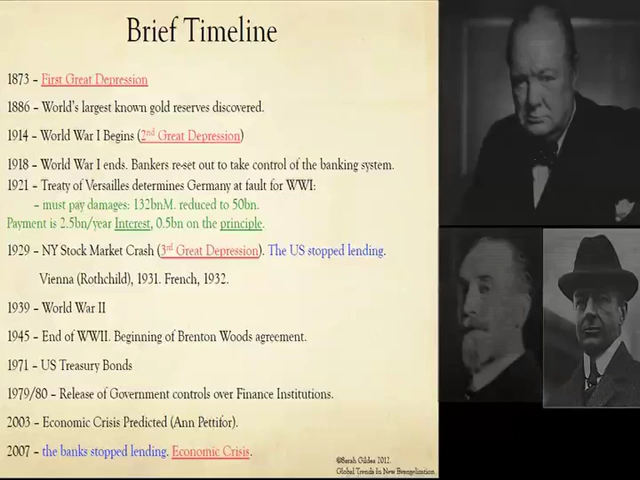 Brief Timeline
1873 – First Great Depression
1886 – World's largest known gold reserves discovered.
1914 – World War I Begins (2nd Great Depression)
1918 – World War I ends. Bankers re-set out to take control of the banking system.
1921 – Treaty of Versailles determines Germany at fault for WWI:
– must pay damages: 132bnM. reduced to 50bn.
Payment is 2.5bn/year Interest, 0.5bn on the principle.
1929 – NY Stock Market Crash (3rd Great Depression). The US stopped lending.
Vienna (Rothchild), 1931. French, 1932.
1939 – World War II
1945 – End of WWII. Beginning of Brenton Woods agreement.
1971 – US Treasury Bonds
1979/80 – Release of Government controls over Finance Institutions.
2003 – Economic Crisis Predicted (Ann Pettifor).
2007 – the banks stopped lending. Economic Crisis.
©Sarah Gildea 2012.
Global Trends In New Evangelization